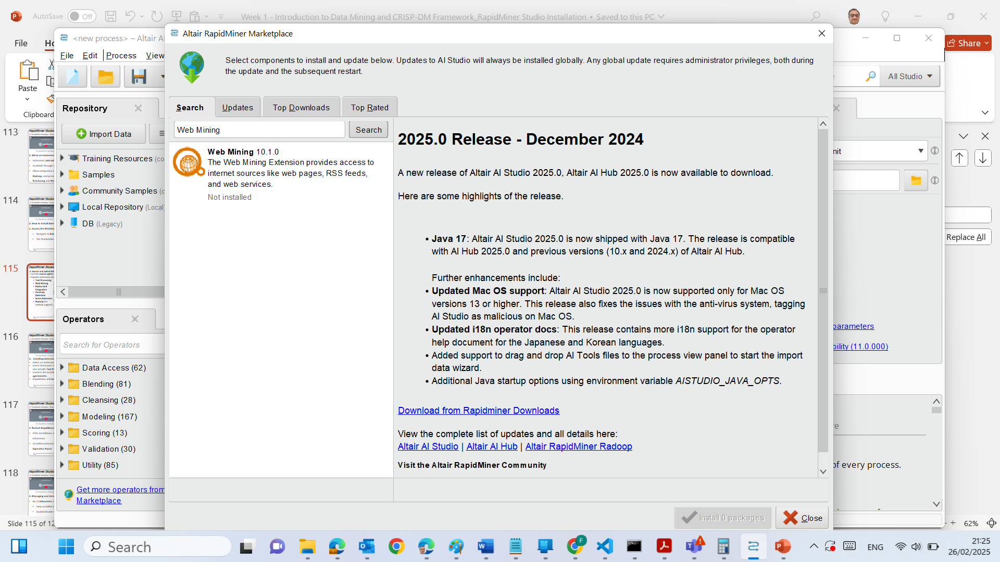 AutoSave Off
Week 1 - Introduction to Data Mining and CRISP-DM Framework_RapidMiner Studio Installation • Saved to this PC
File
Share
Paste
Clipboard
<new process> – Altair A
File Edit Process View
All Studio
Repository
Import Data
Training Resources
Samples
Community Samples
Local Repository (Local)
DB (Legacy)
Operators
Search for Operators
Data Access (62)
Blending (81)
Cleansing (28)
Modeling (167)
Scoring (13)
Validation (30)
Utility (85)
Get more operators from
Marketplace
Altair RapidMiner Marketplace
Select components to install and update below. Updates to AI Studio will always be installed globally. Any global update requires administrator privileges, both during
the update and the subsequent restart.
Search Updates Top Downloads Top Rated
Web Mining Search
Web Mining 10.1.0
The Web Mining Extension provides access to
internet sources like web pages, RSS feeds,
and web services.
Not installed
2025.0 Release - December 2024
A new release of Altair AI Studio 2025.0, Altair AI Hub 2025.0 is now available to download.
Here are some highlights of the release.
• Java 17: Altair AI Studio 2025.0 is now shipped with Java 17. The release is compatible
with AI Hub 2025.0 and previous versions (10.x and 2024.x) of Altair AI Hub.
Further enhancements include:
• Updated Mac OS support: Altair AI Studio 2025.0 is now supported only for Mac OS
versions 13 or higher. This release also fixes the issues with the anti-virus system, tagging
AI Studio as malicious on Mac OS.
• Updated i18n operator docs: This release contains more i18n support for the operator
help document for the Japanese and Korean languages.
• Added support to drag and drop AI Tools files to the process view panel to start the import
data wizard.
• Additional Java startup options using environment variable AISTUDIO_JAVA_OPTS.
Download from Rapidminer Downloads
View the complete list of updates and all details here:
Altair AI Studio | Altair AI Hub | Altair RapidMiner Radoop
Visit the Altair RapidMiner Community
Install 0 packages
Close
parameters
bility (11.0.000)
of every process.
Replace All
113
114
115
116
117
118
Slide 115 of 12
62%
Search
ENG
21:25
26/02/2025